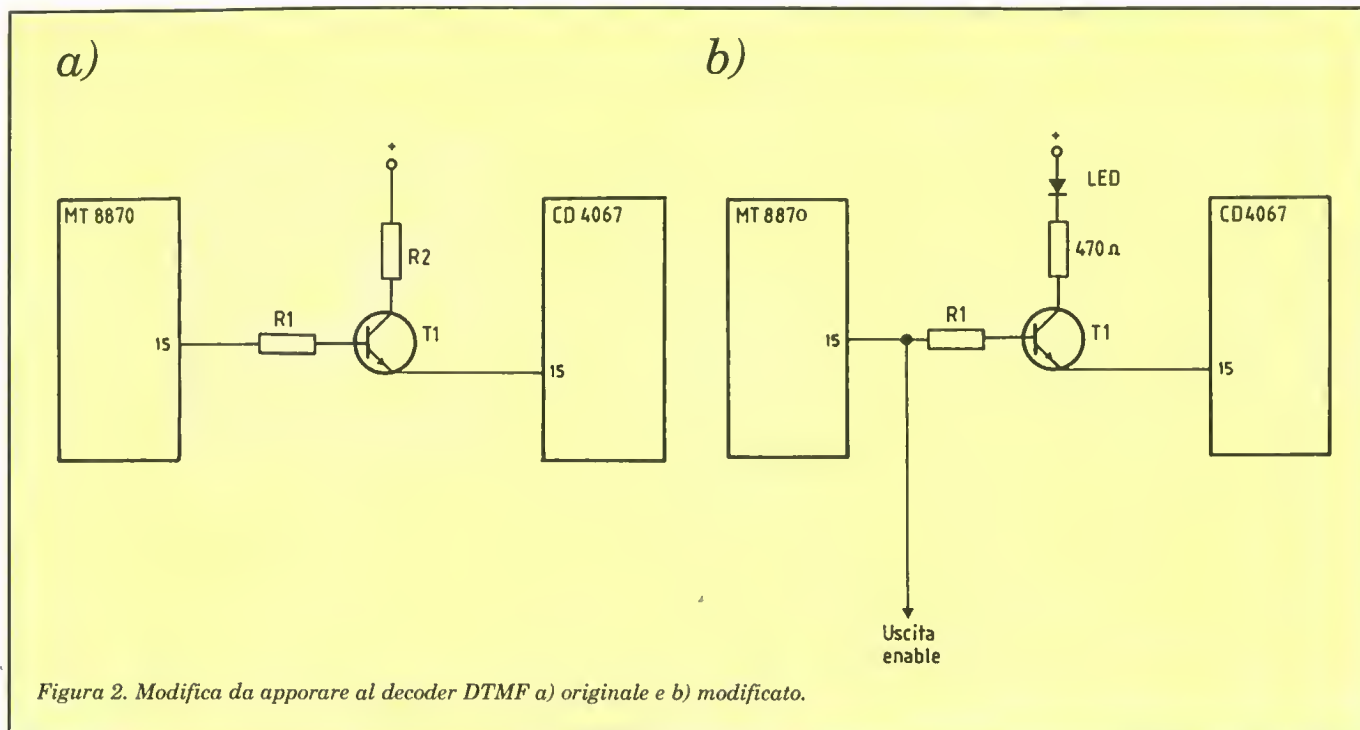 a)
+
MT 8870
CD 4067
R2
R1
T1
15
15
b)
+
LED
MT 8870
CD4067
470Ω
R1
T1
15
15
Uscita
enable
Figura 2. Modifica da apporare al decoder DTMF a) originale e b) modificato.